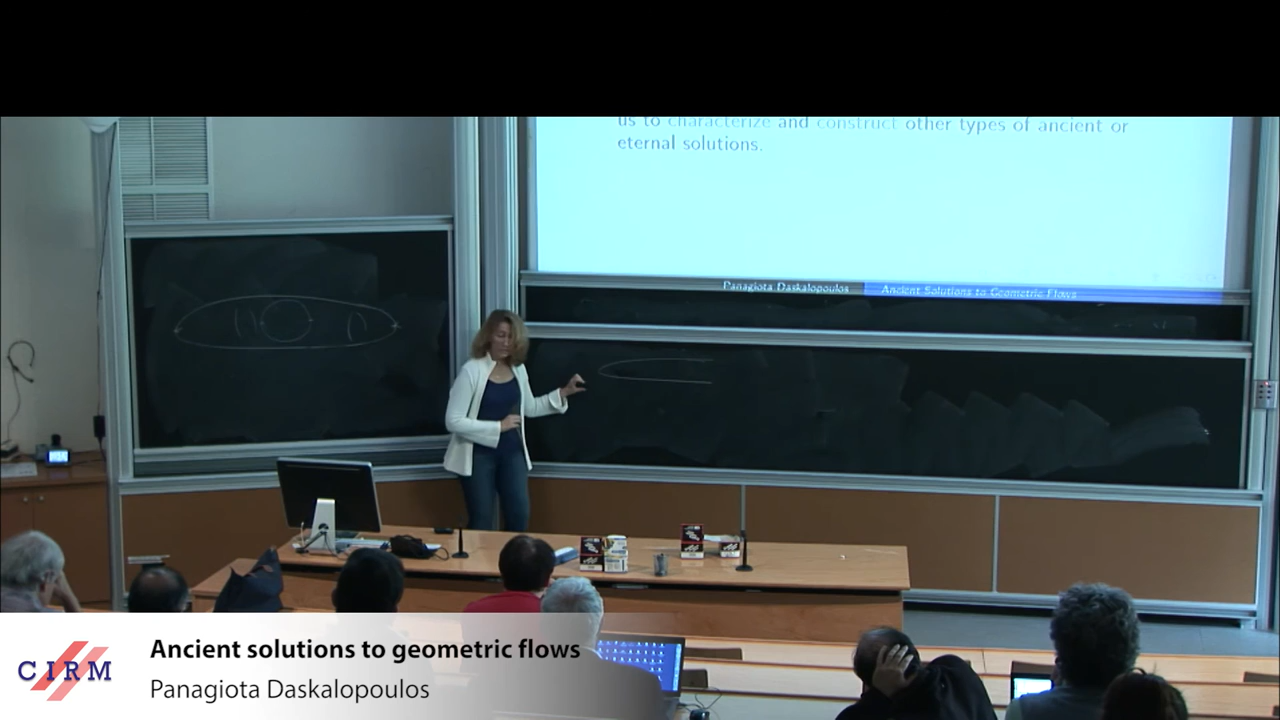 us to characterize and construct other types of ancient or
eternal solutions.
Panagiota Daskalopoulos
Ancient Solutions to Geometric Flows
CIRM
Ancient solutions to geometric flows
Panagiota Daskalopoulos